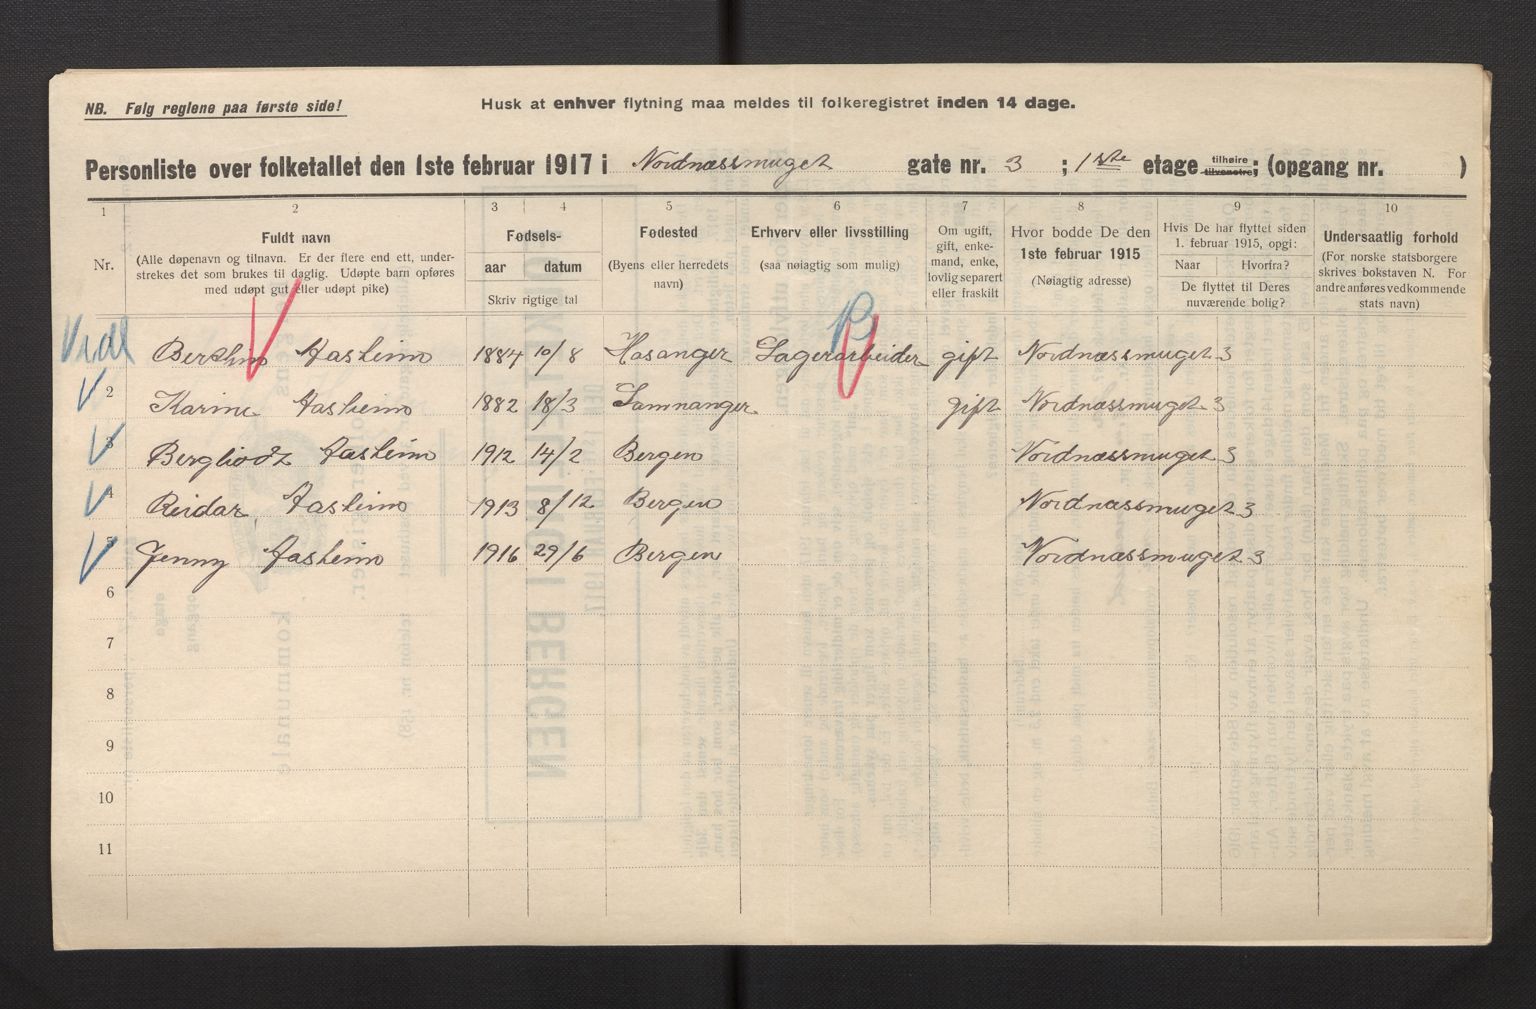 NB. Følg reglene paa første side!
Husk at enhver flytning maa meldes til folkeregistret inden 14 dage.
Personliste over folketallet den 1ste februar 1917 i Nordnæssmuget gate nr. 3 ; 1ste etage tilhøire tilvenstre; (opgang nr. )
1 2 3 4 5 6 7 8 9 10
Nr.
Fuldt navn
(Alle døpenavn og tilnavn. Er der flere end ett, under-
strekes det som brukes til daglig. Udøpte barn opføres
med udøpt gut eller udøpt pike)
Fødsels-
aar datum
Skriv rigtige tal
Fødested
(Byens eller herredets
navn)
Erhverv eller livsstilling
(saa nøiagtig som mulig)
Om ugift,
gift, enke-
mand, enke,
lovlig separert
eller fraskilt
Hvor bodde De den
1ste februar 1915
(Nøiagtig adresse)
Hvis De har flyttet siden
1. februar 1915, opgi:
Naar Hvorfra?
De flyttet til Deres
nuværende bolig?
Undersaatlig forhold
(For norske statsborgere
skrives bokstaven N. For
andre anføres vedkommende
stats navn)
Aasheim 1884 10/8 Hosanger Lagerarbeider gift Nordnæssmuget 3
2 Karine Aasheim 1882 18/3 Samnanger gift Nordnæssmuget 3
3 Bergliodt Aasheim 1912 14/2 Bergen Nordnæssmuget 3
4 Reidar Aasheim 1913 8/12 Bergen Nordnæssmuget 3
5 Jenny Aasheim 1916 29/6 Bergen Nordnæssmuget 3
6
7
8
9
10
11